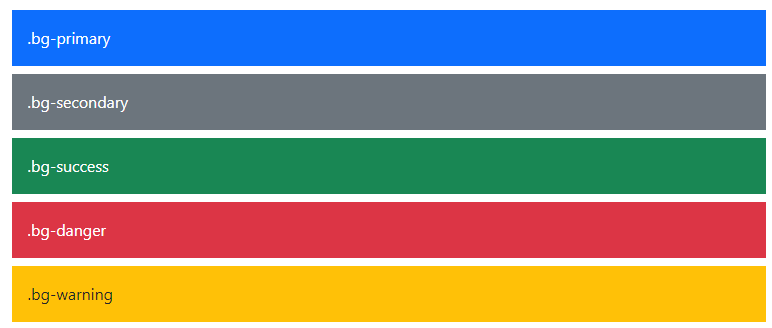 .bg-primary
.bg-secondary
.bg-success
.bg-danger
.bg-warning